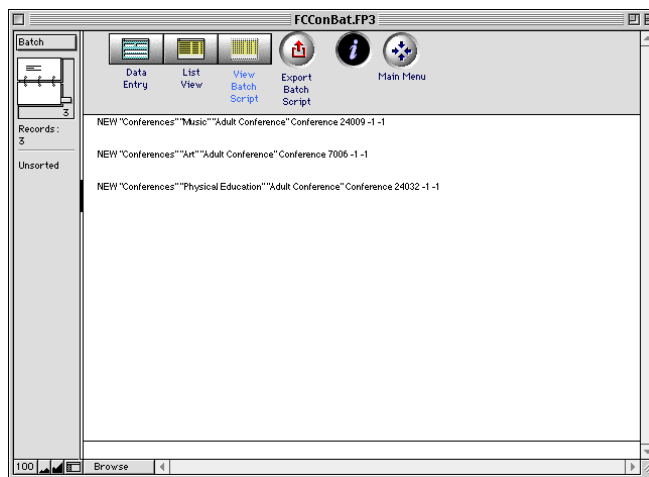 FCConBat.FP3
Batch
Data Entry
List View
View Batch Script
Export Batch Script
i
Main Menu
3
Records:
3
Unsorted
NEW "Conferences" "Music" "Adult Conference" Conference 24009 -1 -1
NEW "Conferences" "Art" "Adult Conference" Conference 7006 -1 -1
NEW "Conferences" "Physical Education" "Adult Conference" Conference 24032 -1 -1
100
Browse